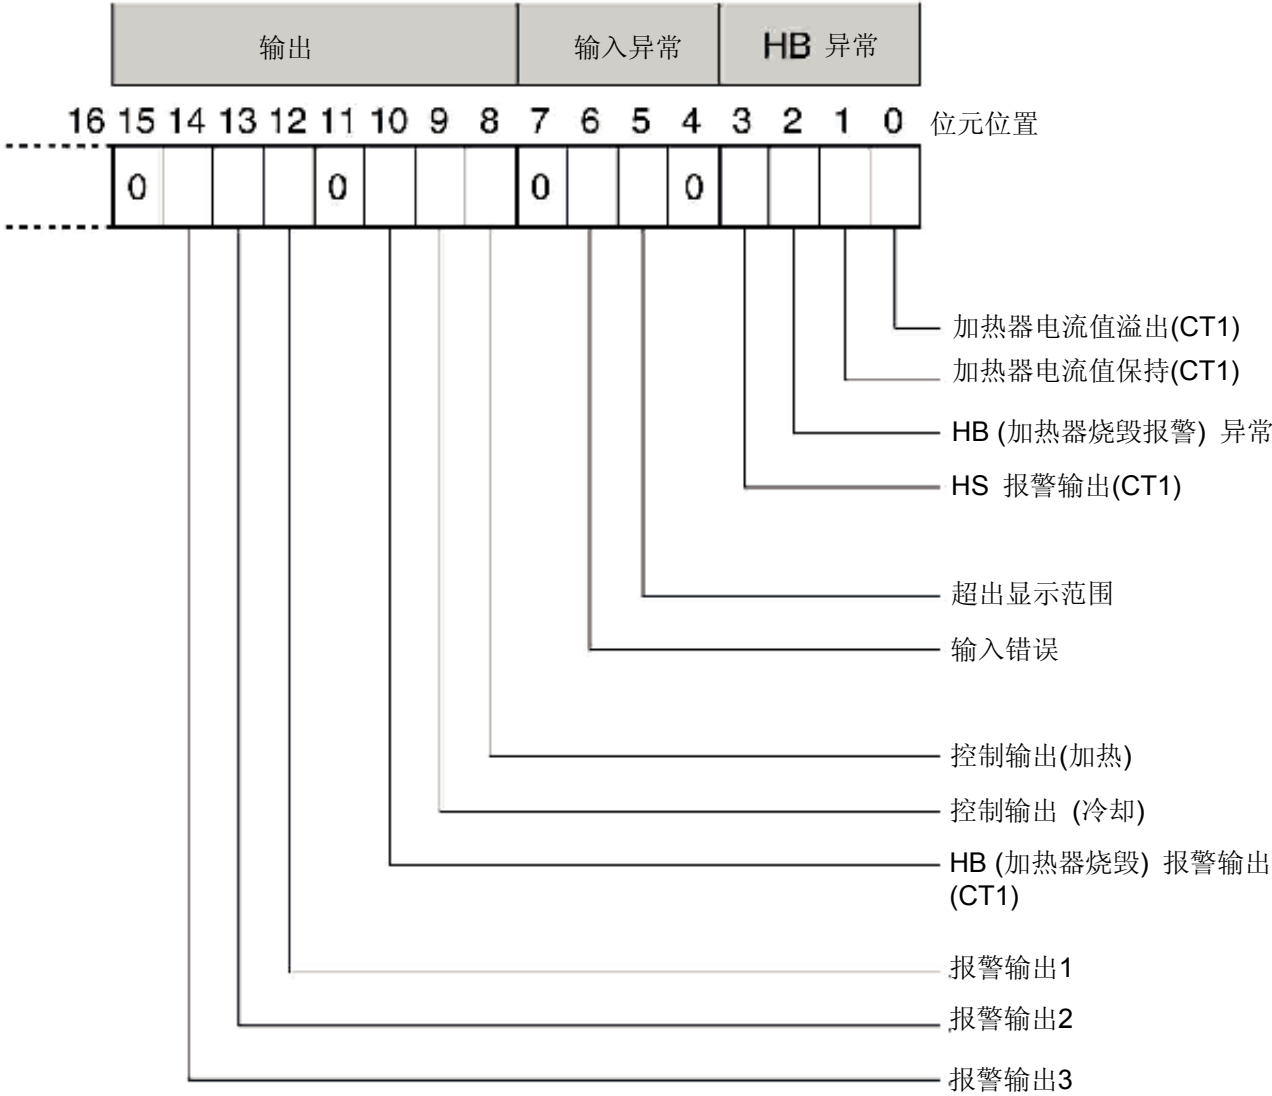 输出 输入异常 HB 异常
16 15 14 13 12 11 10 9 8 7 6 5 4 3 2 1 0 位元位置
0 0 0 0
加热器电流值溢出(CT1)
加热器电流值保持(CT1)
HB (加热器烧毁报警) 异常
HS 报警输出(CT1)
超出显示范围
输入错误
控制输出(加热)
控制输出 (冷却)
HB (加热器烧毁) 报警输出
(CT1)
报警输出1
报警输出2
报警输出3